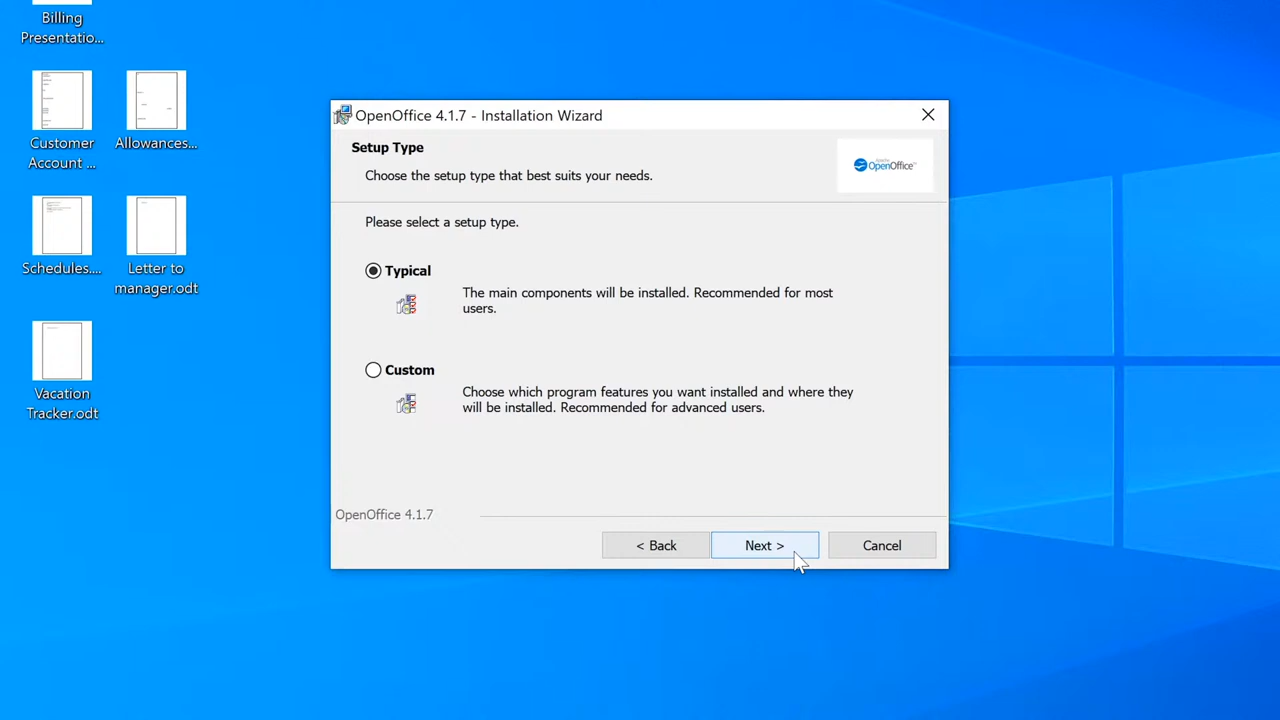 Billing
Presentatio...
Customer
Account ...
Allowances...
Schedules....
Letter to
manager.odt
Vacation
Tracker.odt
OpenOffice 4.1.7 - Installation Wizard
Setup Type
Choose the setup type that best suits your needs.
Apache
OpenOffice™
Please select a setup type.
Typical
The main components will be installed. Recommended for most
users.
Custom
Choose which program features you want installed and where they
will be installed. Recommended for advanced users.
OpenOffice 4.1.7
< Back
Next >
Cancel